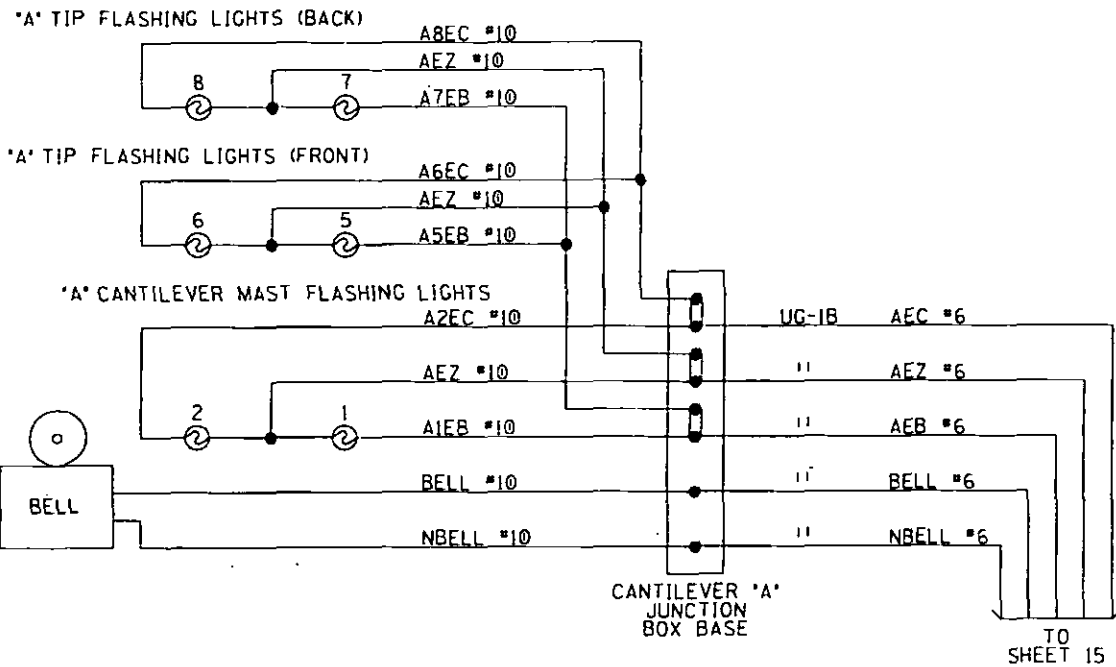 "A" TIP FLASHING LIGHTS (BACK)
A8EC #10
AEZ #10
8
7
A7EB #10
"A" TIP FLASHING LIGHTS (FRONT)
A6EC #10
AEZ #10
6
5
A5EB #10
"A" CANTILEVER MAST FLASHING LIGHTS
A2EC #10
UG-1B
AEC #6
AEZ #10
"
AEZ #6
2
1
A1EB #10
"
AEB #6
BELL
BELL #10
"
BELL #6
NBELL #10
"
NBELL #6
CANTILEVER "A"
JUNCTION
BOX BASE
TO
SHEET 15